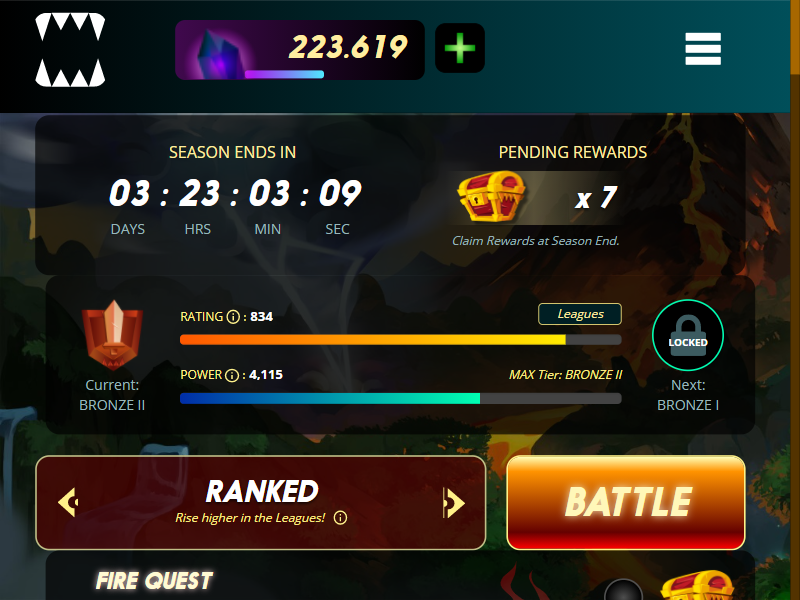 223.619
SEASON ENDS IN
03 : 23 : 03 : 09
DAYS HRS MIN SEC
PENDING REWARDS
x 7
Claim Rewards at Season End.
Current:
BRONZE II
RATING : 834
Leagues
POWER : 4,115
MAX Tier: BRONZE II
LOCKED
Next:
BRONZE I
RANKED
Rise higher in the Leagues!
BATTLE
FIRE QUEST